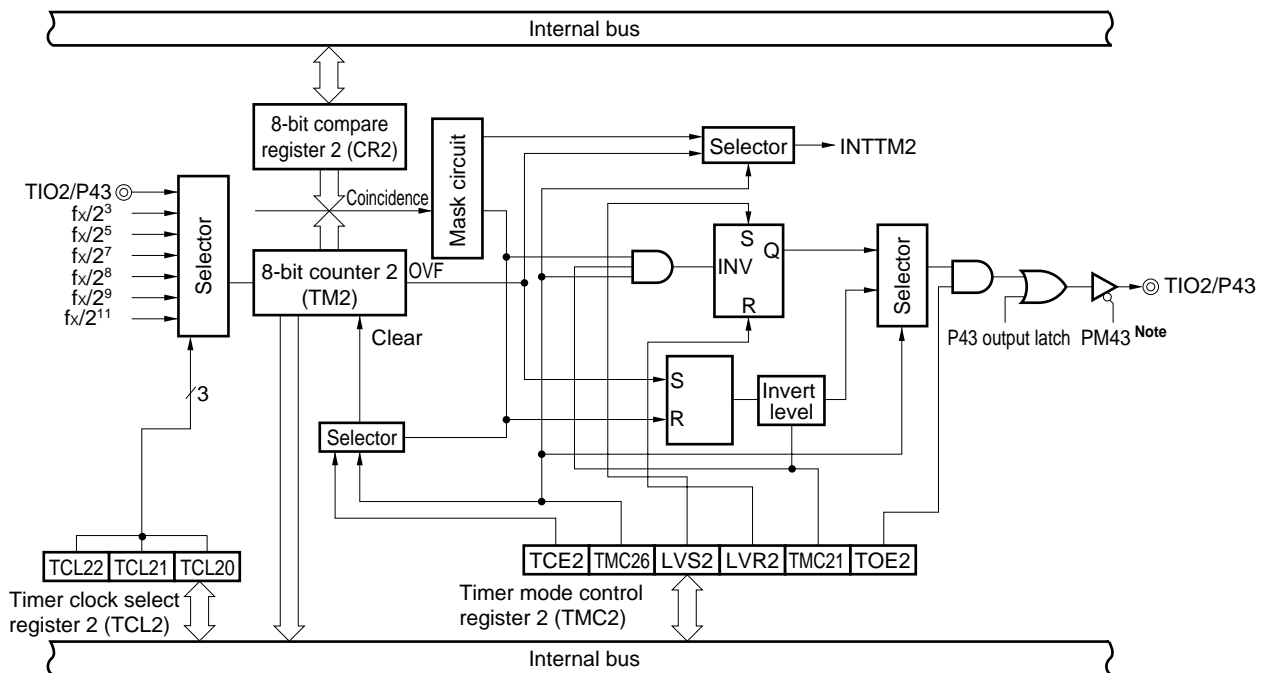 Internal bus
8-bit compare
register 2 (CR2)
Mask circuit
Selector
INTTM2
TIO2/P43
fx/2³
fx/2⁵
fx/2⁷
fx/2⁸
fx/2⁹
fx/2¹¹
Selector
Coincidence
8-bit counter 2
(TM2)
OVF
Clear
S
INV
Q
R
Selector
TIO2/P43
P43 output latch
PM43 Note
S
R
Invert
level
3
Selector
TCL22
TCL21
TCL20
Timer clock select
register 2 (TCL2)
TCE2
TMC26
LVS2
LVR2
TMC21
TOE2
Timer mode control
register 2 (TMC2)
Internal bus